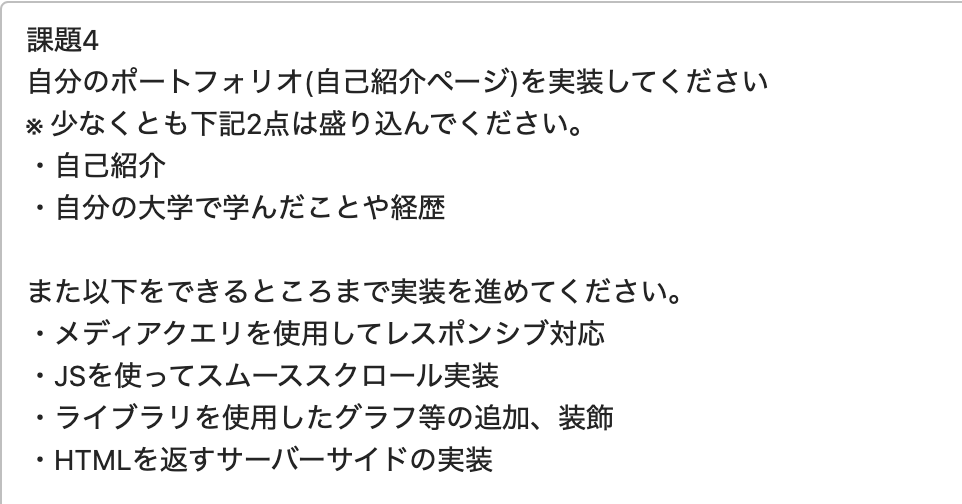 課題4
自分のポートフォリオ(自己紹介ページ)を実装してください
※ 少なくとも下記2点は盛り込んでください。
・自己紹介
・自分の大学で学んだことや経歴
また以下をできるところまで実装を進めてください。
・メディアクエリを使用してレスポンシブ対応
・JSを使ってスムーススクロール実装
・ライブラリを使用したグラフ等の追加、装飾
・HTMLを返すサーバーサイドの実装